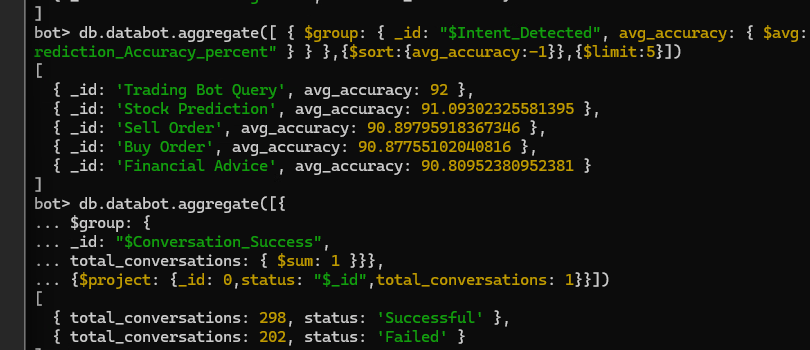 ]
bot> db.databot.aggregate([ { $group: { _id: "$Intent_Detected", avg_accuracy: { $avg:
rediction_Accuracy_percent" } } },{$sort:{avg_accuracy:-1}},{$limit:5}])
[
  { _id: 'Trading Bot Query', avg_accuracy: 92 },
  { _id: 'Stock Prediction', avg_accuracy: 91.09302325581395 },
  { _id: 'Sell Order', avg_accuracy: 90.89795918367346 },
  { _id: 'Buy Order', avg_accuracy: 90.87755102040816 },
  { _id: 'Financial Advice', avg_accuracy: 90.80952380952381 }
]
bot> db.databot.aggregate([{
... $group: {
... _id: "$Conversation_Success",
... total_conversations: { $sum: 1 }}},
... {$project: {_id: 0,status: "$_id",total_conversations: 1}}])
[
  { total_conversations: 298, status: 'Successful' },
  { total_conversations: 202, status: 'Failed' }